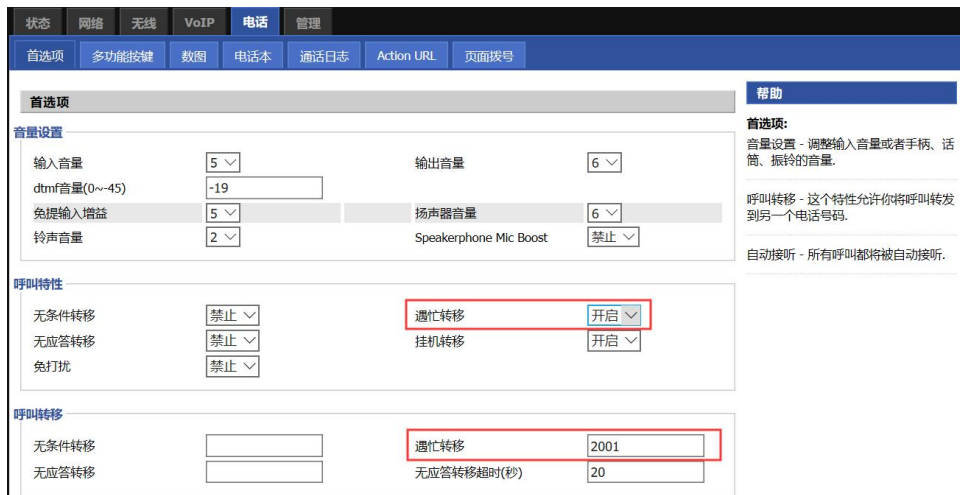 状态 网络 无线 VoIP 电话 管理
首选项 多功能按键 数图 电话本 通话日志 Action URL 页面拨号
首选项
音量设置
输入音量 5 输出音量 6
dtmf音量(0~-45) -19
免提输入增益 5 扬声器音量 6
铃声音量 2 Speakerphone Mic Boost 禁止
呼叫特性
无条件转移 禁止 遇忙转移 开启
无应答转移 禁止 挂机转移 开启
免打扰 禁止
呼叫转移
无条件转移 遇忙转移 2001
无应答转移 无应答转移超时(秒) 20
帮助
首选项:
音量设置 - 调整输入音量或者手柄、话
筒、振铃的音量.
呼叫转移 - 这个特性允许你将呼叫转发
到另一个电话号码.
自动接听 - 所有呼叫都将被自动接听.